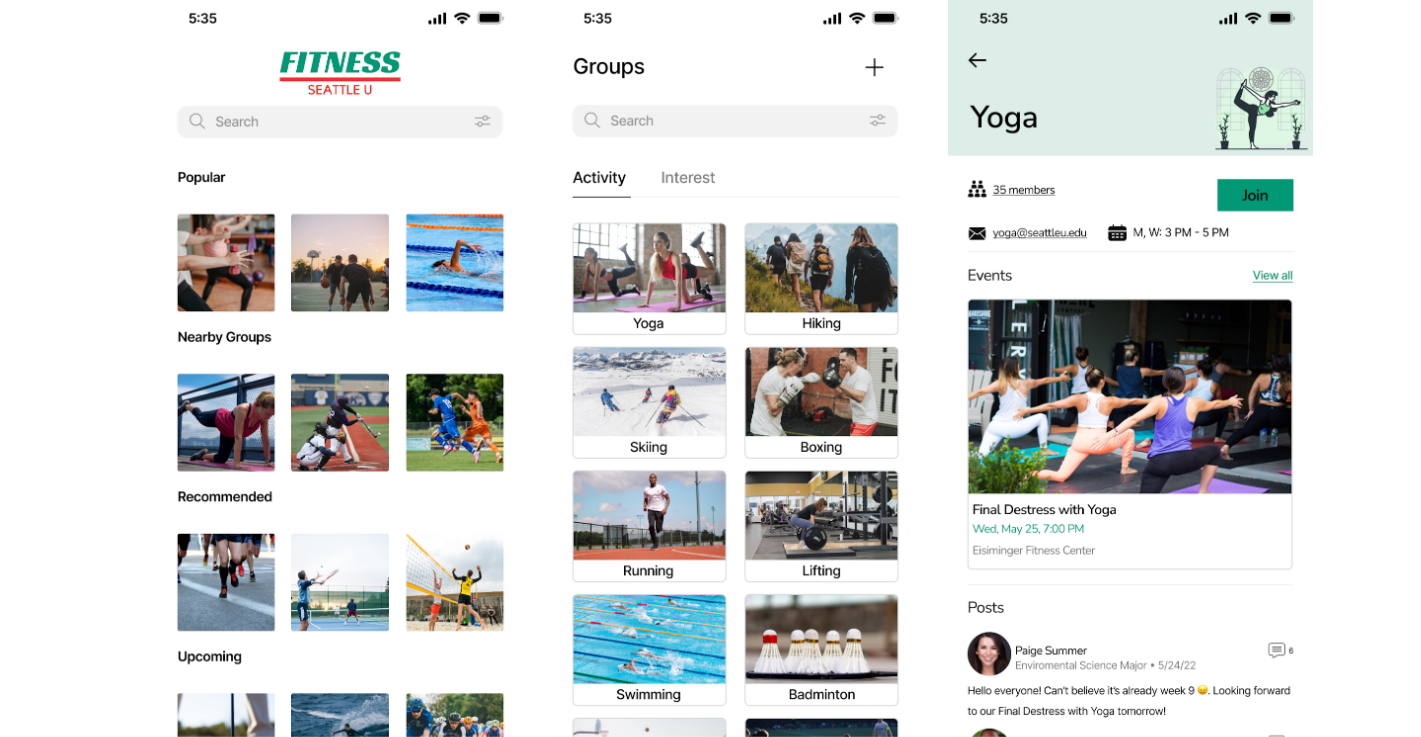 5:35
FITNESS
SEATTLE U
Search
Popular
Nearby Groups
Recommended
Upcoming
5:35
Groups
Search
Activity Interest
Yoga Hiking
Skiing Boxing
Running Lifting
Swimming Badminton
5:35
Yoga
35 members
Join
yoga@seattleu.edu M, W: 3 PM - 5 PM
Events View all
LER
Final Destress with Yoga
Wed, May 25, 7:00 PM
Eisiminger Fitness Center
Posts
Paige Summer
6
Enviromental Science Major • 5/24/22
Hello everyone! Can't believe it's already week 9 😄. Looking forward
to our Final Destress with Yoga tomorrow!